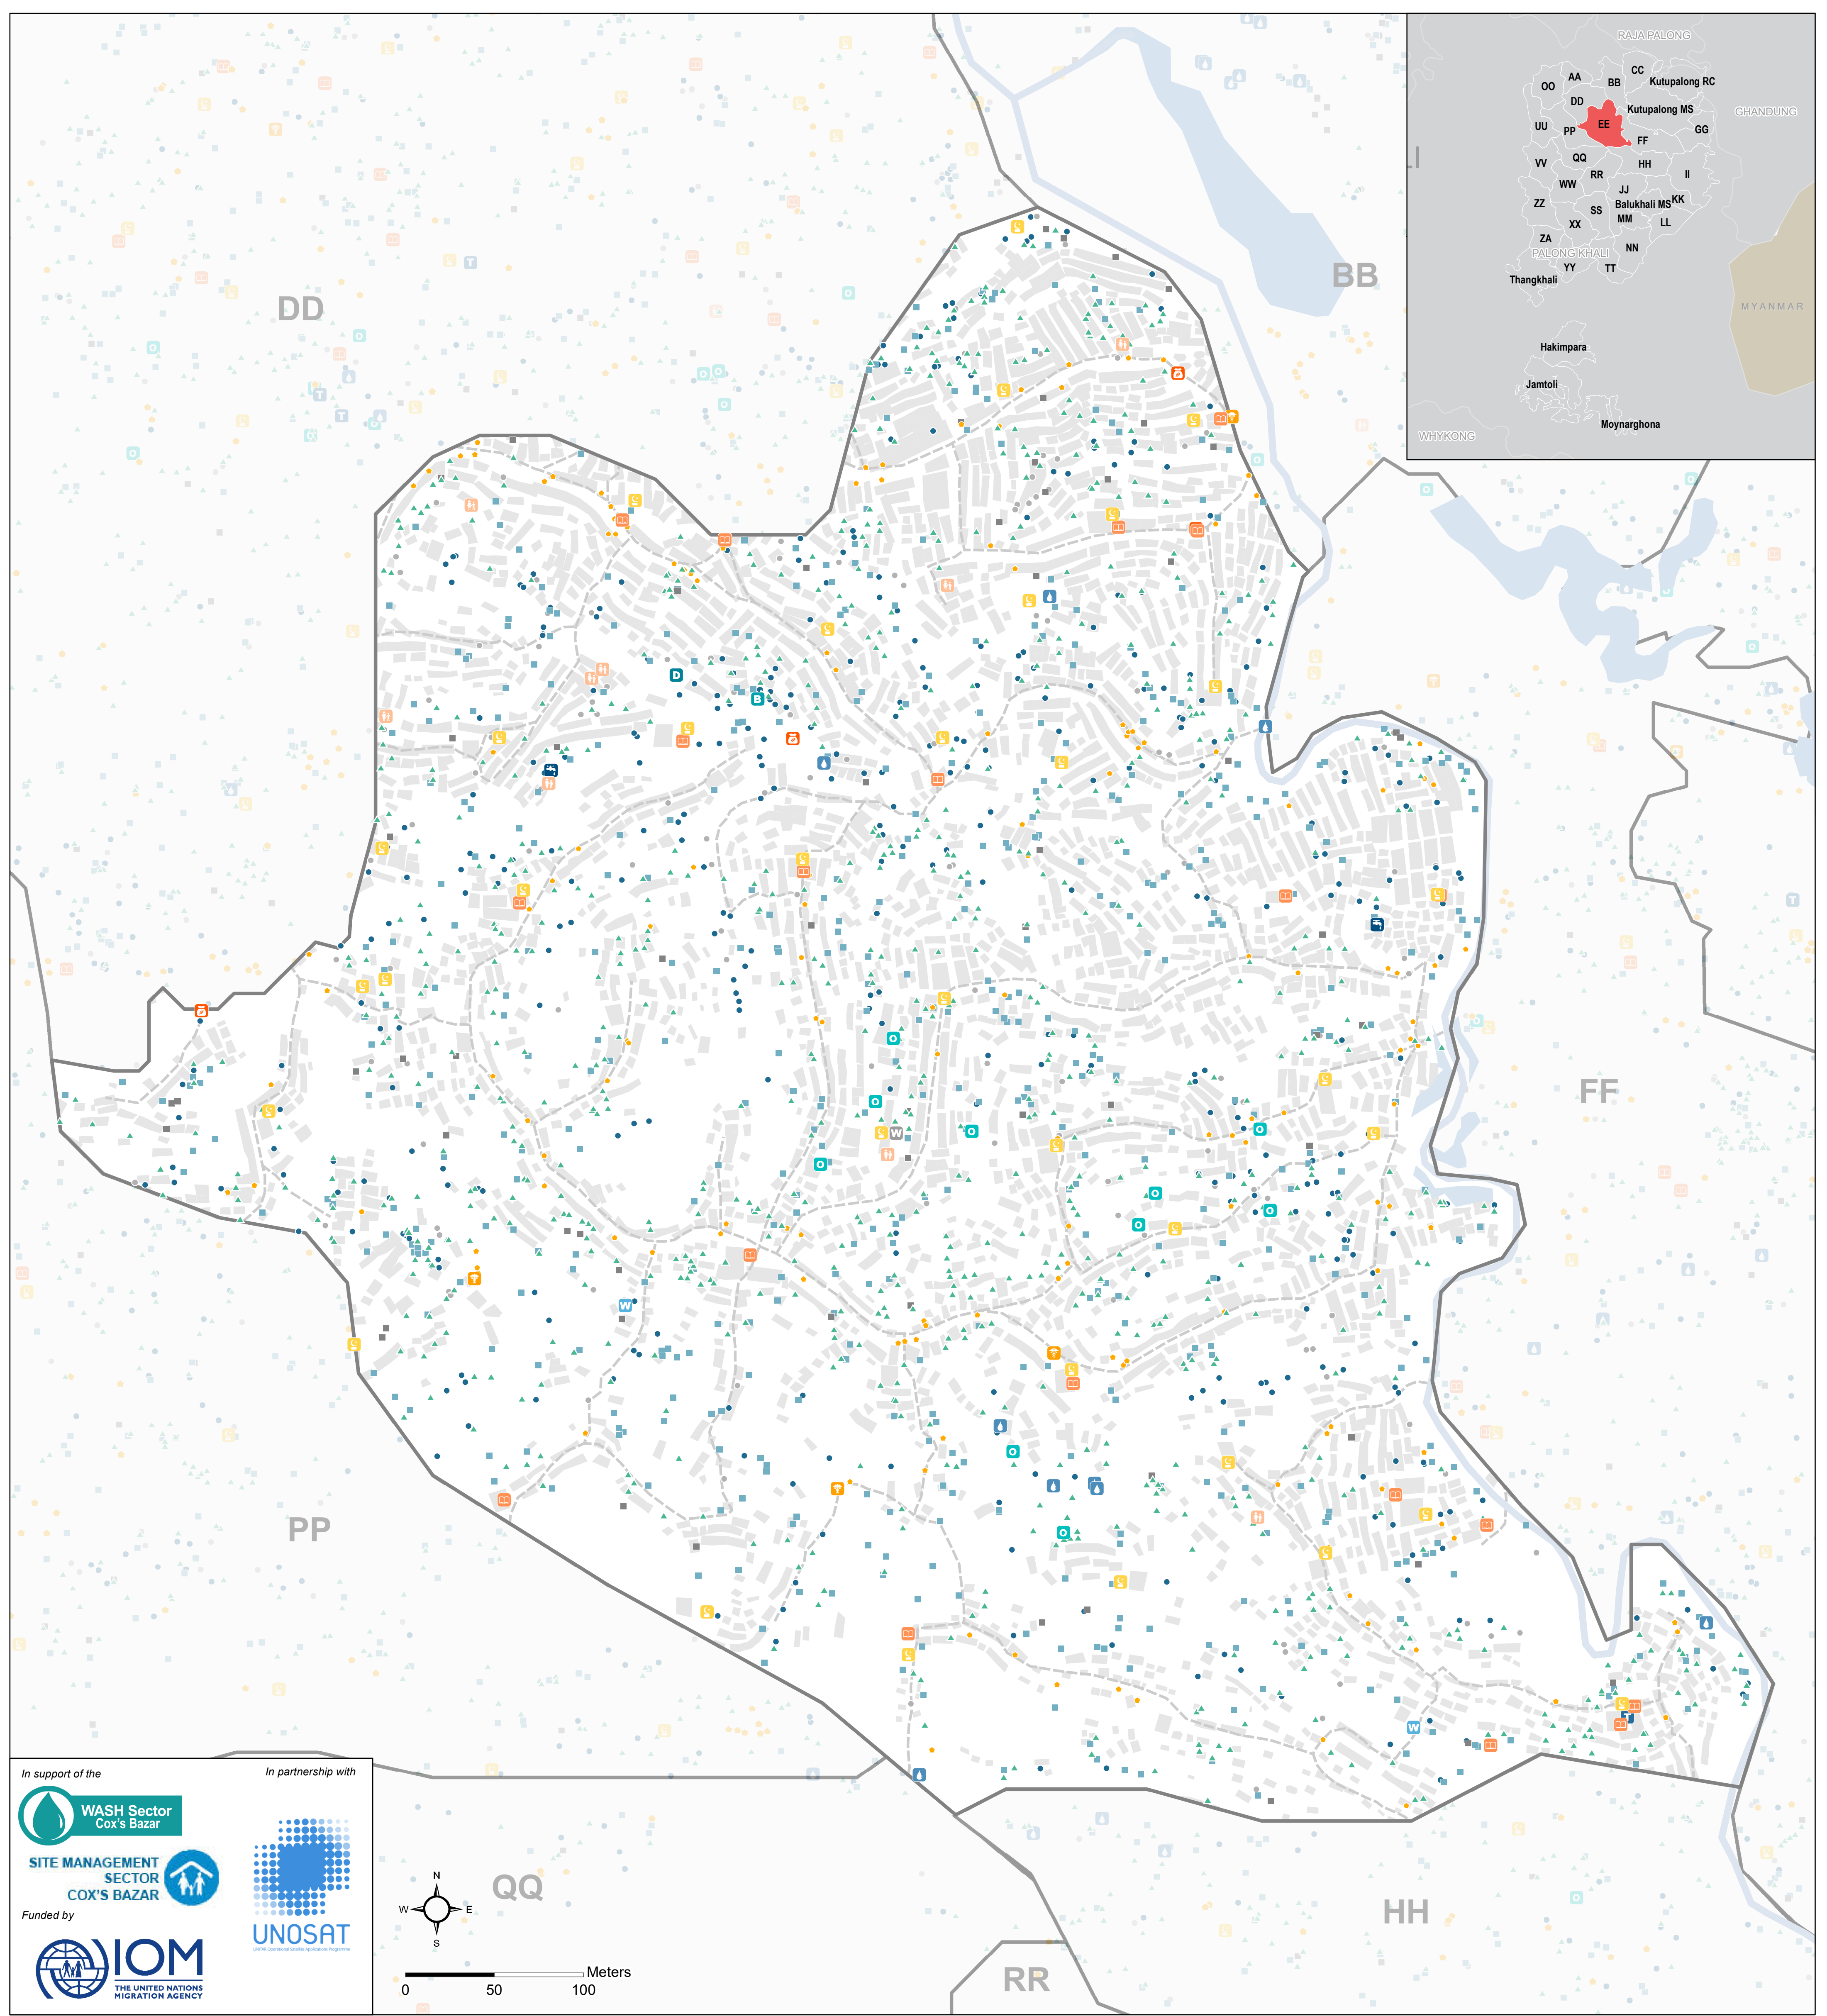 DD
BB
FF
PP
QQ
RR
HH
LI
RAJA PALONG
CC
AA
BB
Kutupalong RC
OO
DD
Kutupalong MS
GHANDUNG
UU
PP
EE
GG
FF
VV
QQ
HH
RR
II
WW
JJ
ZZ
Balukhali MS
KK
SS
MM
LL
XX
ZA
NN
PALONG KHALI
YY
TT
Thangkhali
MYANMAR
Hakimpara
Jamtoli
Moynarghona
WHYKONG
D
B
W
W
W
O
O
O
O
O
O
O
O
O
O
T
In support of the
In partnership with
WASH Sector
Cox's Bazar
SITE MANAGEMENT
SECTOR
COX'S BAZAR
UNOSAT
Funded by
IOM
THE UNITED NATIONS
MIGRATION AGENCY
N
W
E
S
Meters
0
50
100